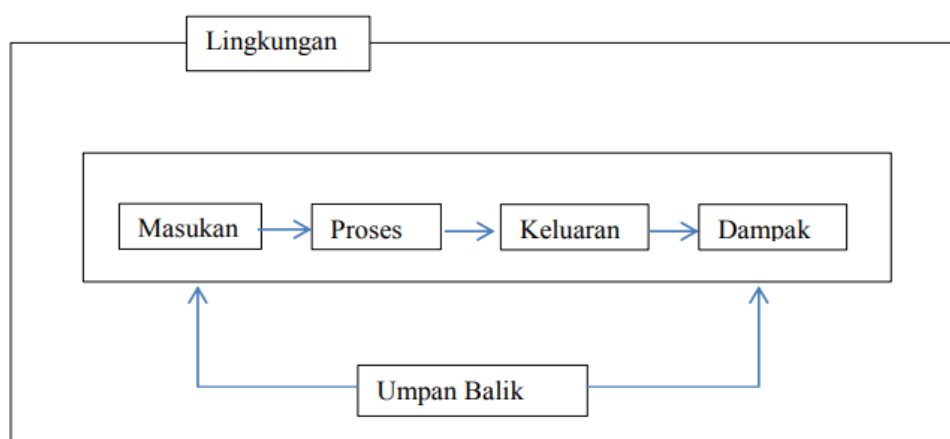 Lingkungan
Masukan
Proses
Keluaran
Dampak
Umpan Balik